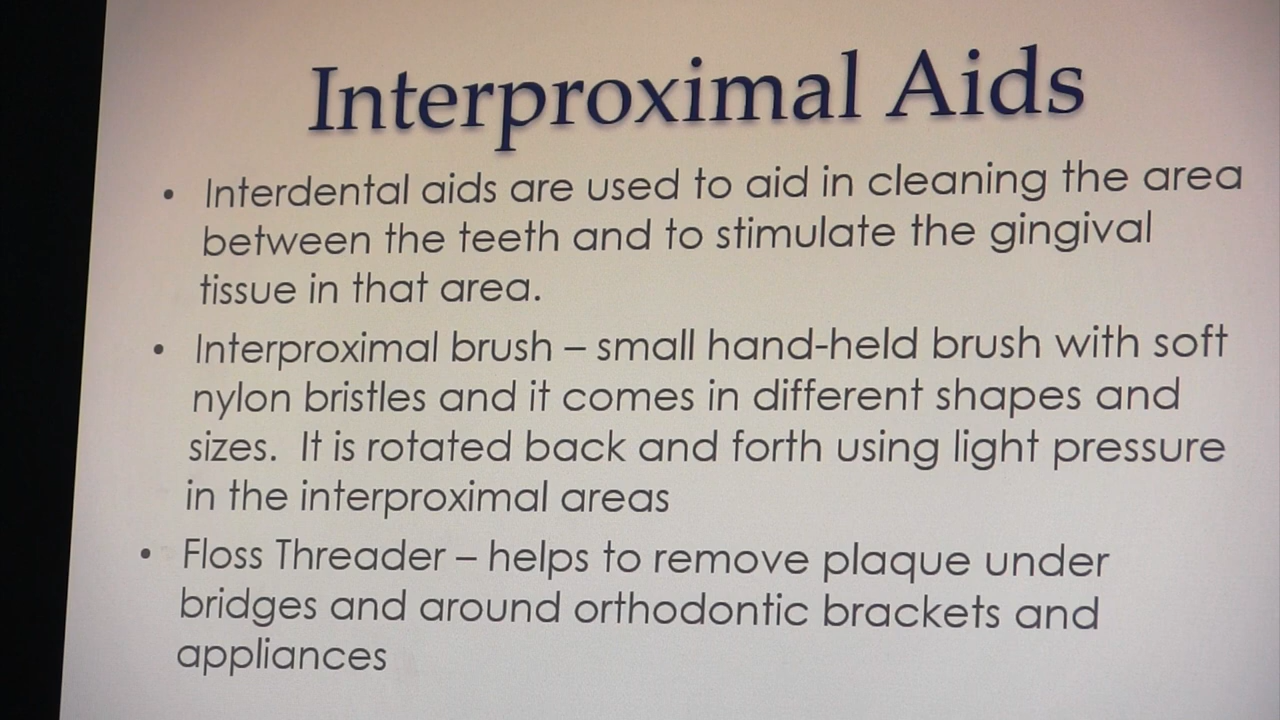 Interproximal Aids
• Interdental aids are used to aid in cleaning the area
between the teeth and to stimulate the gingival
tissue in that area.
• Interproximal brush – small hand-held brush with soft
nylon bristles and it comes in different shapes and
sizes.  It is rotated back and forth using light pressure
in the interproximal areas
• Floss Threader – helps to remove plaque under
bridges and around orthodontic brackets and
appliances